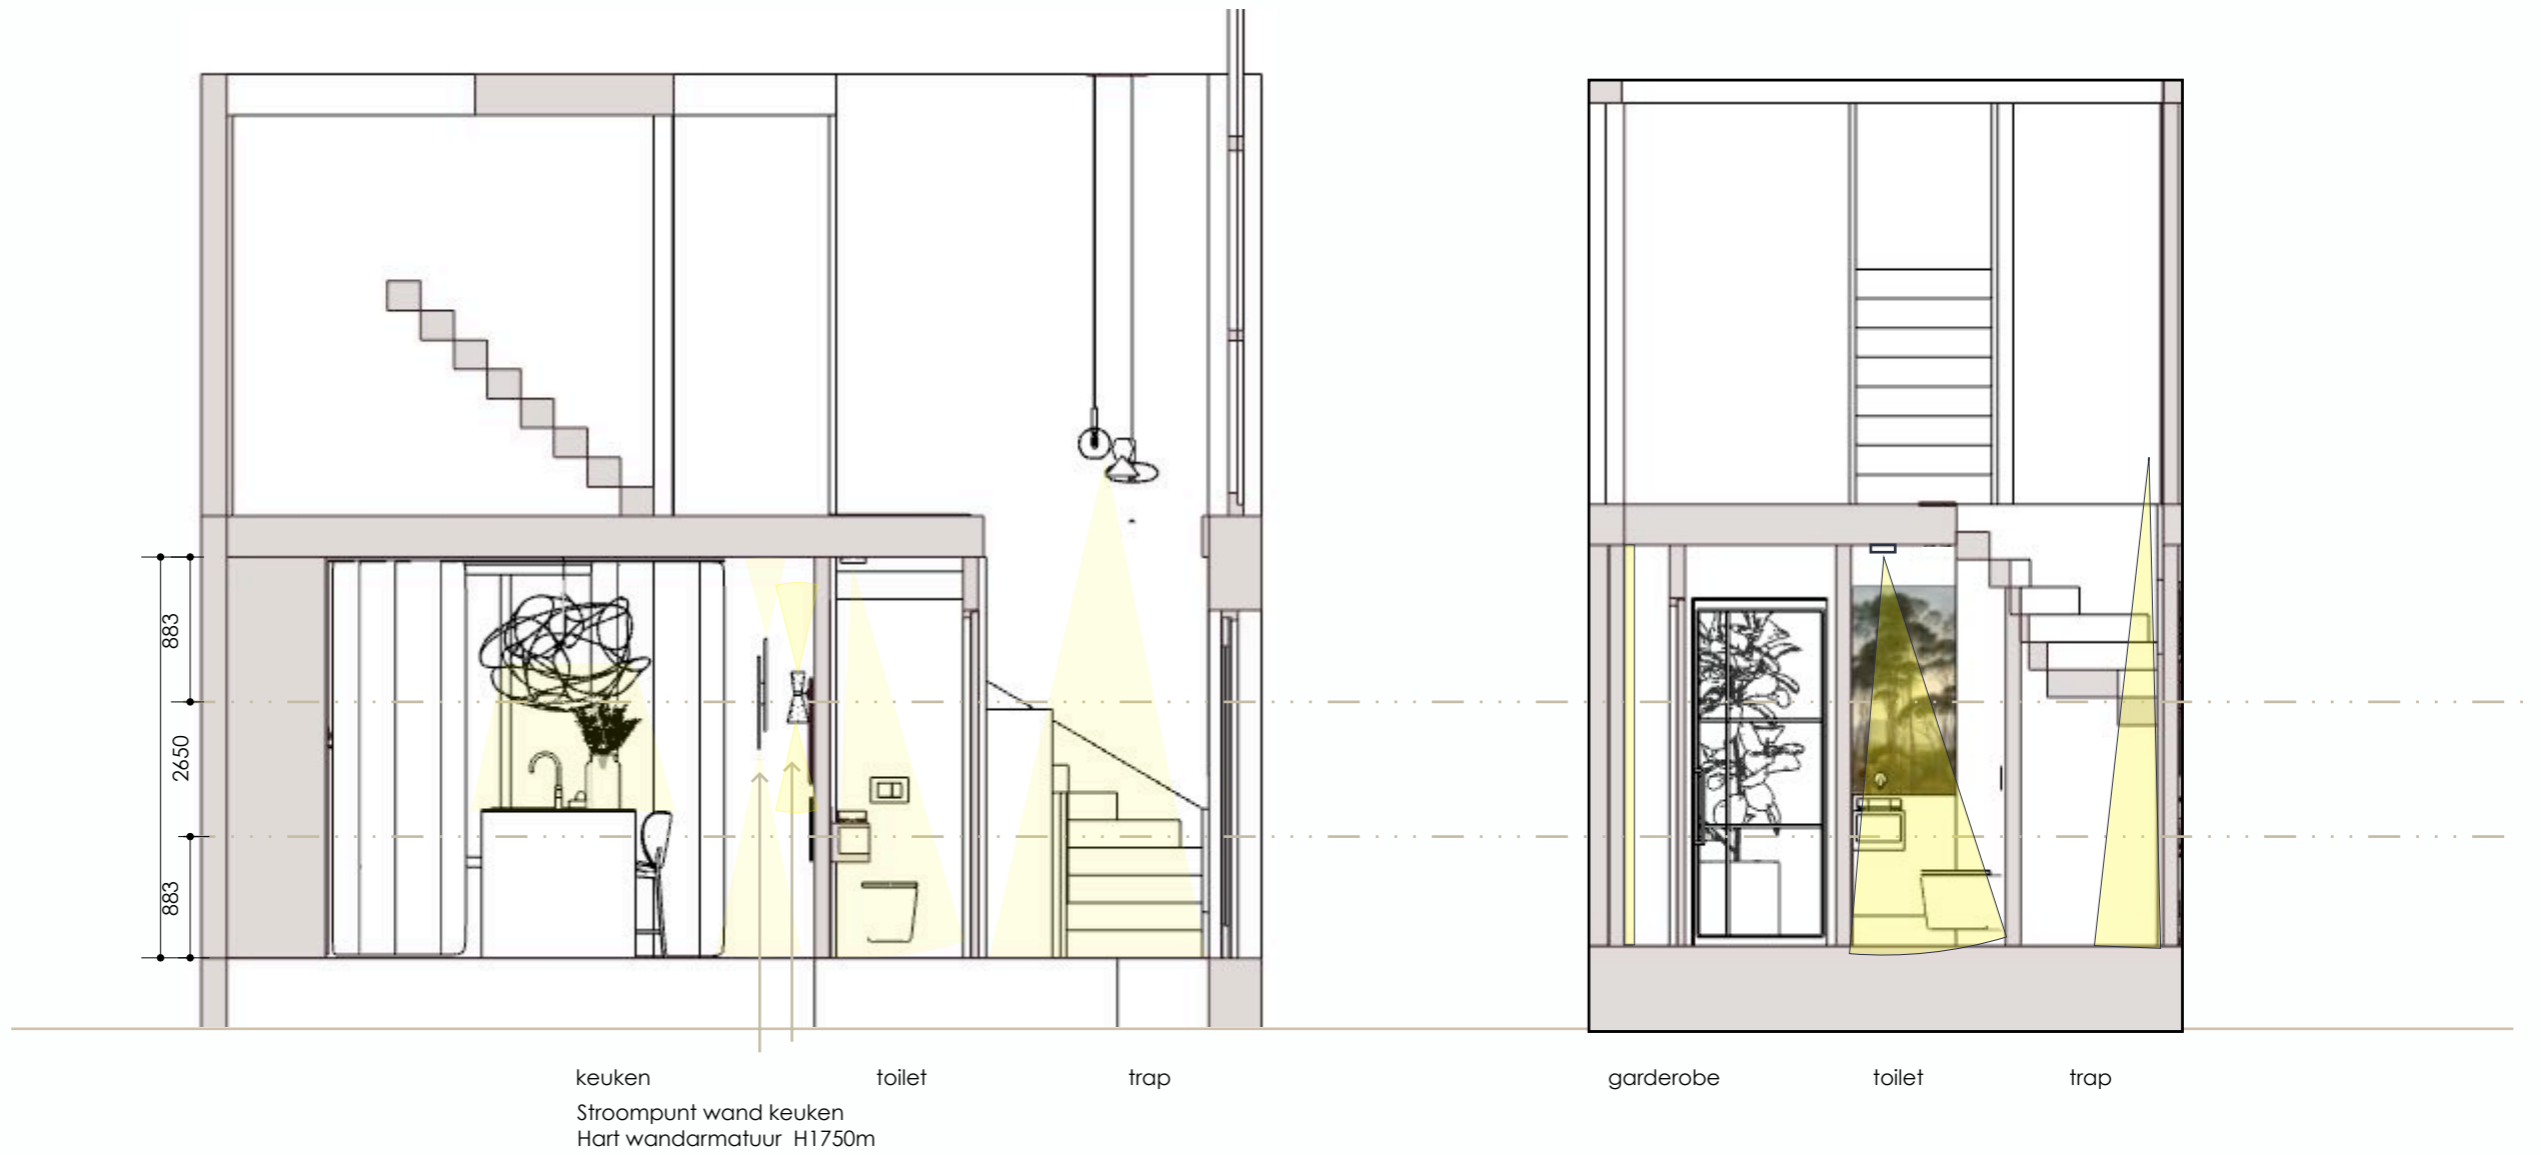 883
2650
883
keuken
toilet
trap
garderobe
toilet
trap
Stroompunt wand keuken
Hart wandarmatuur H1750m